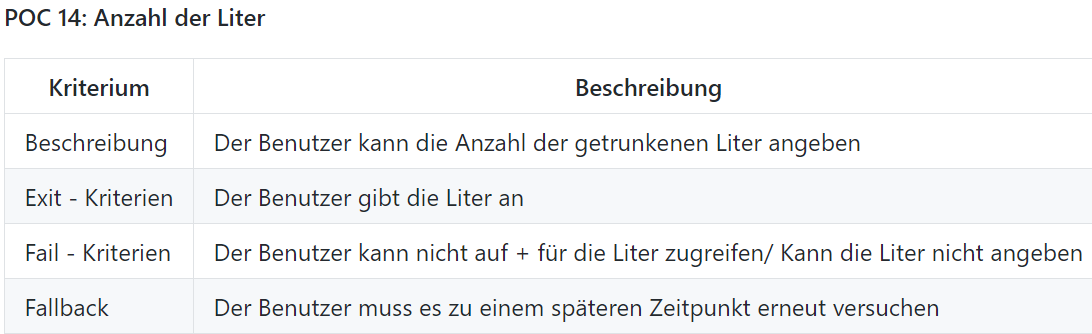 POC 14: Anzahl der Liter
Kriterium Beschreibung
Beschreibung Der Benutzer kann die Anzahl der getrunkenen Liter angeben
Exit - Kriterien Der Benutzer gibt die Liter an
Fail - Kriterien Der Benutzer kann nicht auf + für die Liter zugreifen/ Kann die Liter nicht angeben
Fallback Der Benutzer muss es zu einem späteren Zeitpunkt erneut versuchen